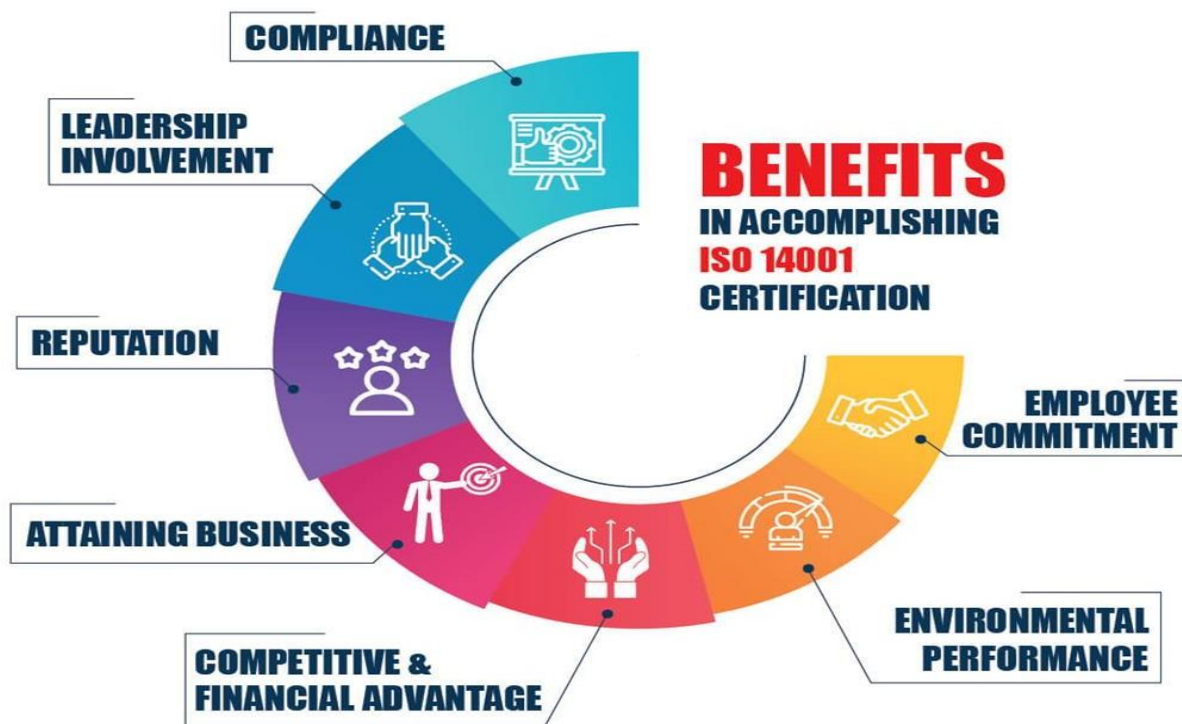 COMPLIANCE
LEADERSHIP
INVOLVEMENT
REPUTATION
ATTAINING BUSINESS
COMPETITIVE &
FINANCIAL ADVANTAGE
ENVIRONMENTAL
PERFORMANCE
EMPLOYEE
COMMITMENT
BENEFITS
IN ACCOMPLISHING
ISO 14001
CERTIFICATION